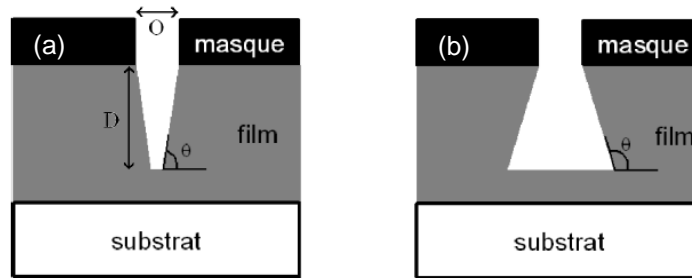 (a)
O
masque
D
θ
film
substrat
(b)
masque
θ
film
substrat